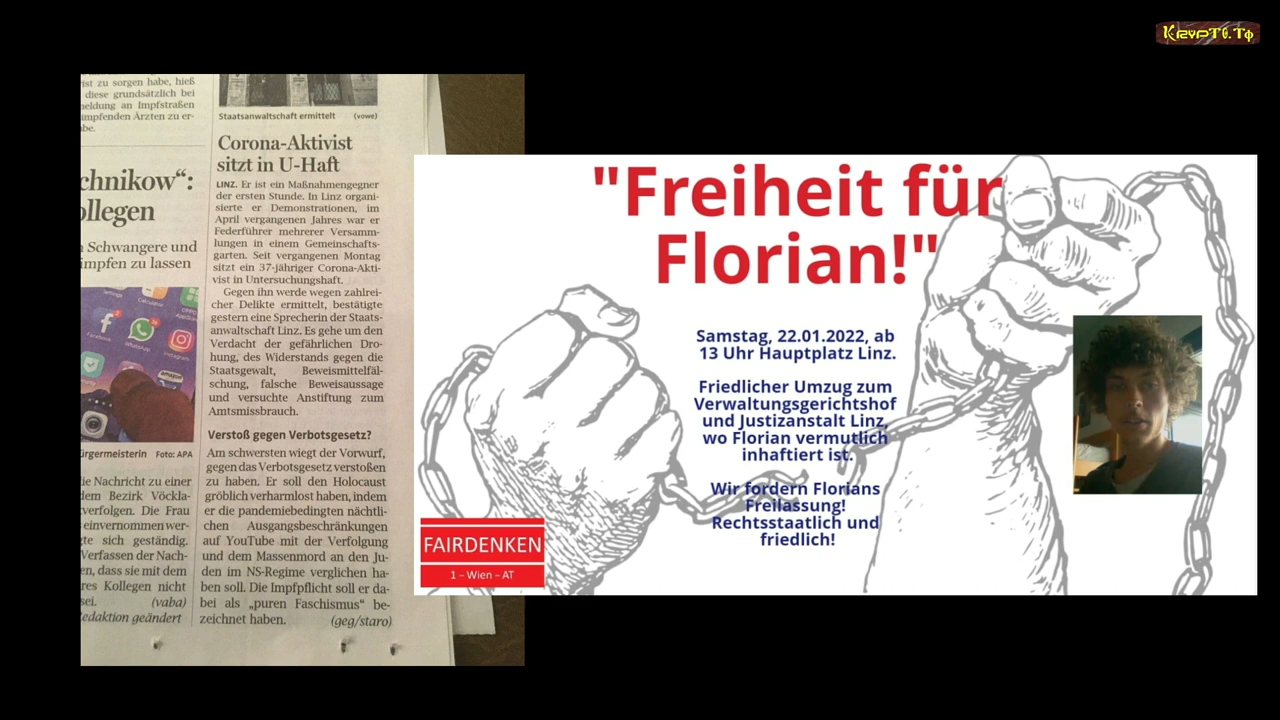 KryptΘ.Tφ
ist zu sorgen habe, hieß
diese grundsätzlich bei
meldung an Impfstraßen
impfenden Ärzten zu er-
be.
chnikow“:
ollegen
Schwangere und
impfen zu lassen
ürgermeisterin Foto: APA
ie Nachricht zu einer
dem Bezirk Vöckla-
verfolgen. Die Frau
einvernommen wer-
te sich geständig.
Verfassen der Nach-
en, dass sie mit dem
res Kollegen nicht
sei. (vaba)
edaktion geändert
Staatsanwaltschaft ermittelt (vowe)
Corona-Aktivist
sitzt in U-Haft
LINZ. Er ist ein Maßnahmengegner
der ersten Stunde. In Linz organi-
sierte er Demonstrationen, im
April vergangenen Jahres war er
Federführer mehrerer Versamm-
lungen in einem Gemeinschafts-
garten. Seit vergangenen Montag
sitzt ein 37-jähriger Corona-Akti-
vist in Untersuchungshaft.
Gegen ihn werde wegen zahlrei-
cher Delikte ermittelt, bestätigte
gestern eine Sprecherin der Staats-
anwaltschaft Linz. Es gehe um den
Verdacht der gefährlichen Dro-
hung, des Widerstands gegen die
Staatsgewalt, Beweismittelfäl-
schung, falsche Beweisaussage
und versuchte Anstiftung zum
Amtsmissbrauch.
Verstoß gegen Verbotsgesetz?
Am schwersten wiegt der Vorwurf,
gegen das Verbotsgesetz verstoßen
zu haben. Er soll den Holocaust
gröblich verharmlost haben, indem
er die pandemiebedingten nächtli-
chen Ausgangsbeschränkungen
auf YouTube mit der Verfolgung
und dem Massenmord an den Ju-
den im NS-Regime verglichen ha-
ben soll. Die Impfpflicht soll er da-
bei als „puren Faschismus“ be-
zeichnet haben. (geg/staro)
"Freiheit für
Florian!"
Samstag, 22.01.2022, ab
13 Uhr Hauptplatz Linz.
Friedlicher Umzug zum
Verwaltungsgerichtshof
und Justizanstalt Linz,
wo Florian vermutlich
inhaftiert ist.
Wir fordern Florians
Freilassung!
Rechtsstaatlich und
friedlich!
FAIRDENKEN
1 – Wien – AT